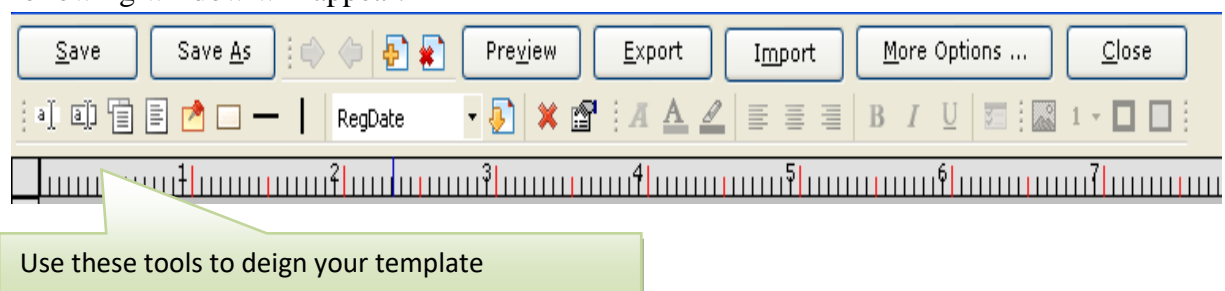 Save Save As Preview Export Import More Options ... Close
a a RegDate A A B I U 1
1 2 3 4 5 6 7
Use these tools to deign your template